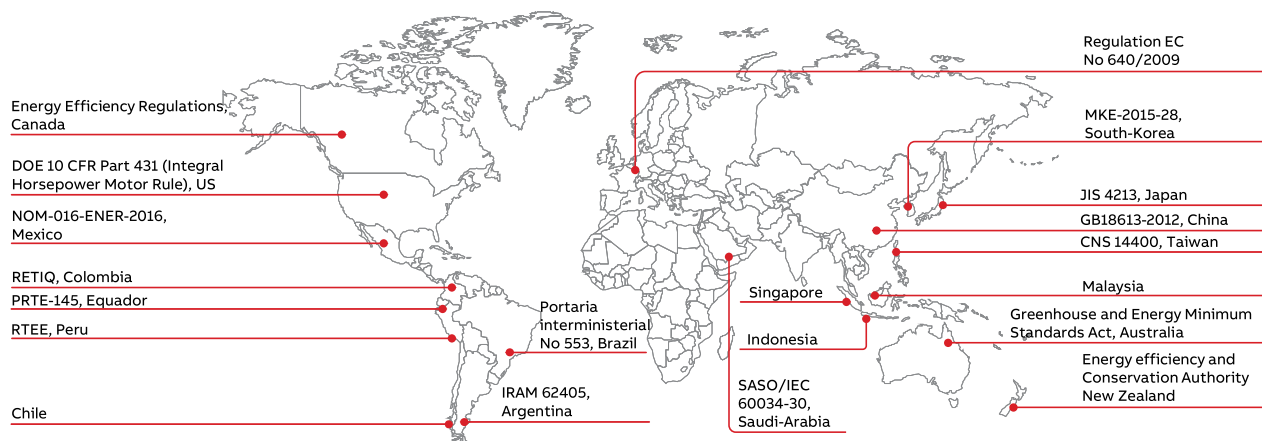 Energy Efficiency Regulations,
Canada
DOE 10 CFR Part 431 (Integral
Horsepower Motor Rule), US
NOM-016-ENER-2016,
Mexico
RETIQ, Colombia
PRTE-145, Equador
RTEE, Peru
Chile
Portaria
interministerial
No 553, Brazil
IRAM 62405,
Argentina
Singapore
Indonesia
SASO/IEC
60034-30,
Saudi-Arabia
Regulation EC
No 640/2009
MKE-2015-28,
South-Korea
JIS 4213, Japan
GB18613-2012, China
CNS 14400, Taiwan
Malaysia
Greenhouse and Energy Minimum
Standards Act, Australia
Energy efficiency and
Conservation Authority
New Zealand